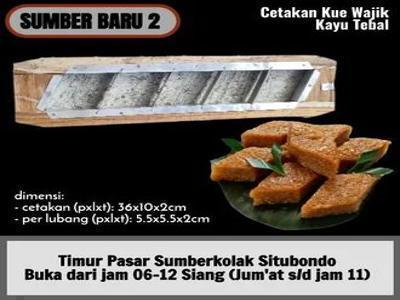 SUMBER BARU 2
Cetakan Kue Wajik
Kayu Tebal
dimensi:
- cetakan (pxlxt): 36x10x2cm
- per lubang (pxlxt): 5.5x5.5x2cm
Timur Pasar Sumberkolak Situbondo
Buka dari jam 06-12 Siang (Jum'at s/d jam 11)